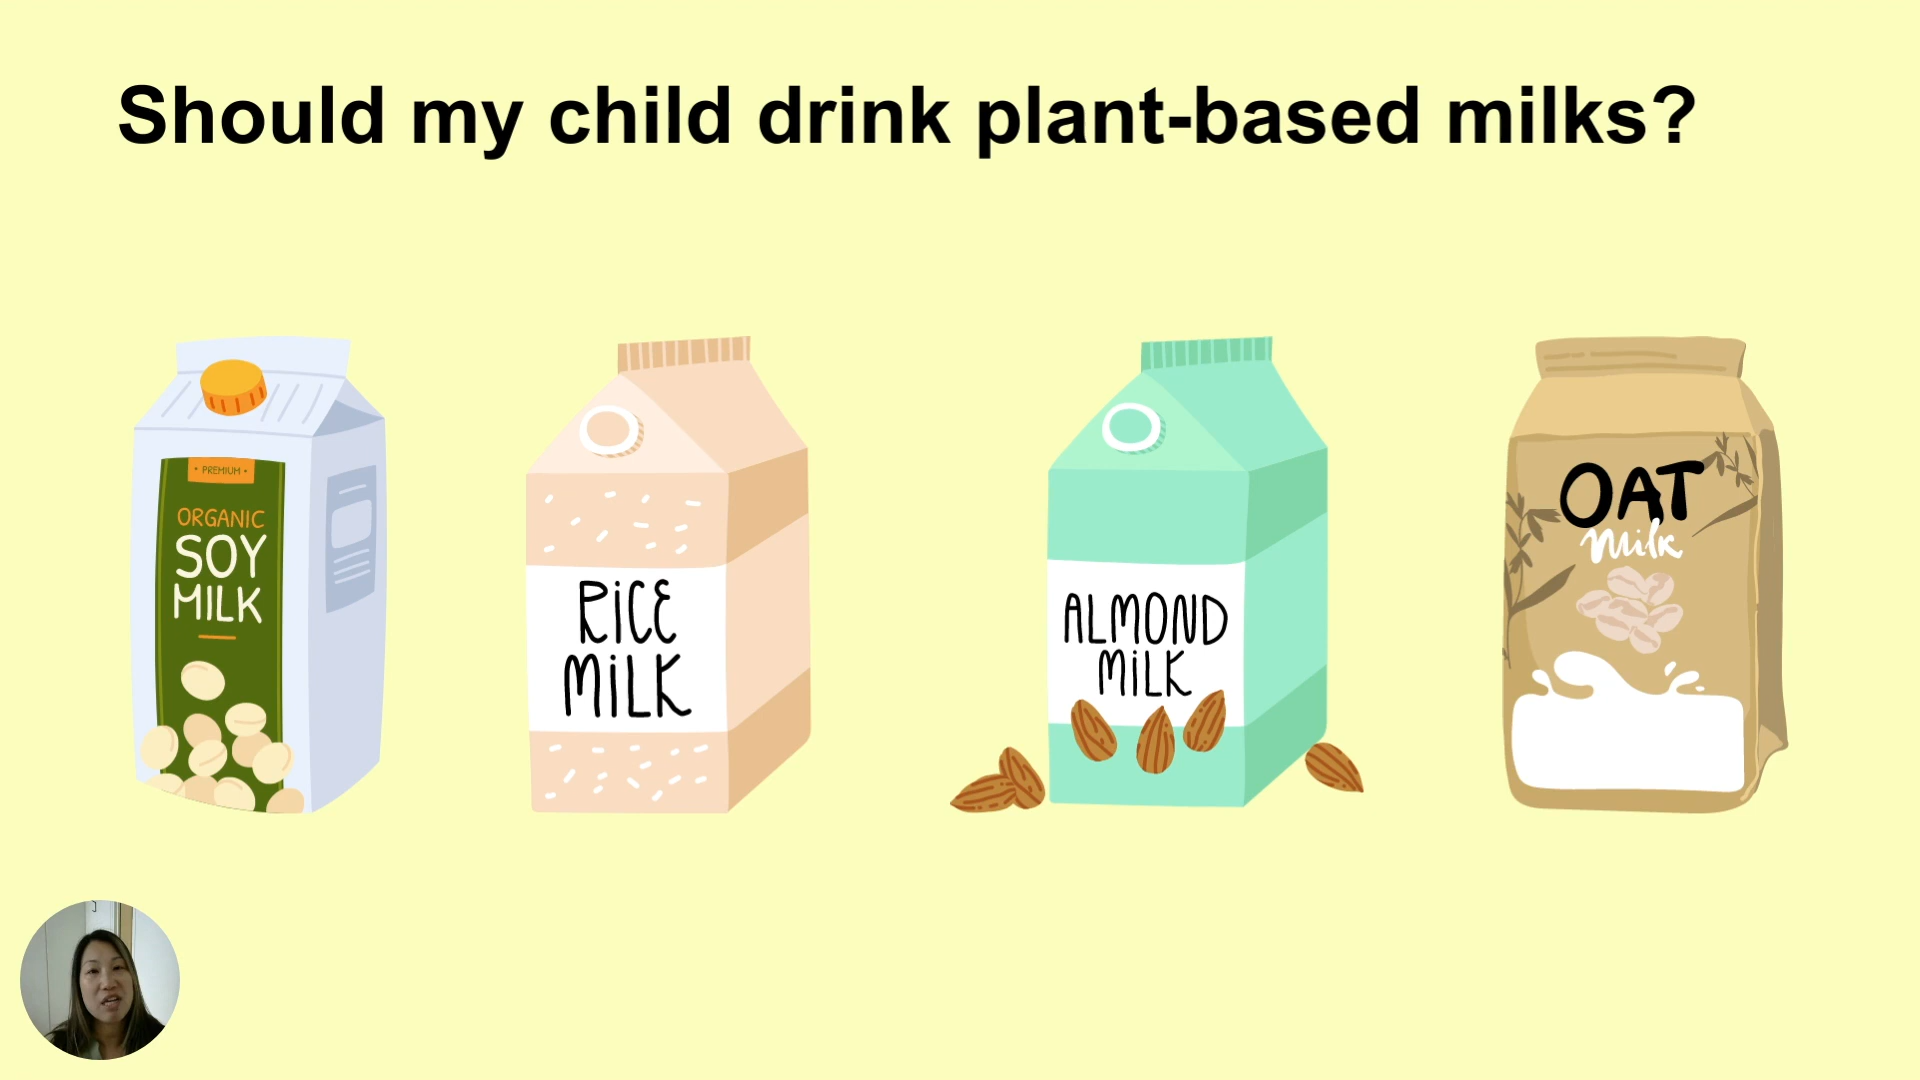 Should my child drink plant-based milks?
• PREMIUM •
ORGANIC
SOY
MILK
RiCE
MiLK
ALMOND
MiLK
OAT
milk